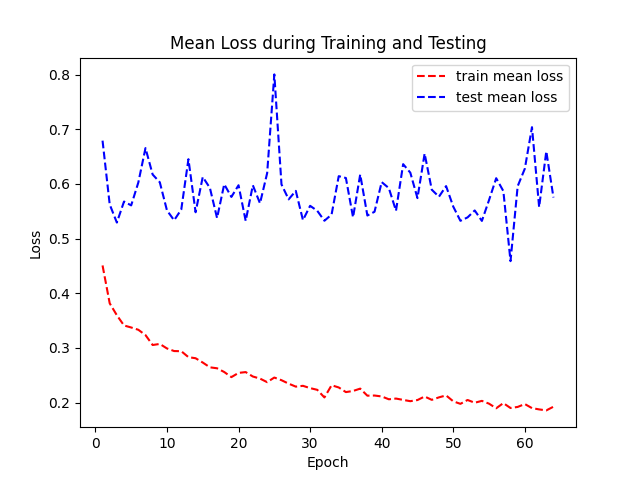 Mean Loss during Training and Testing
train mean loss
test mean loss
Loss
0.8
0.7
0.6
0.5
0.4
0.3
0.2
0 10 20 30 40 50 60
Epoch